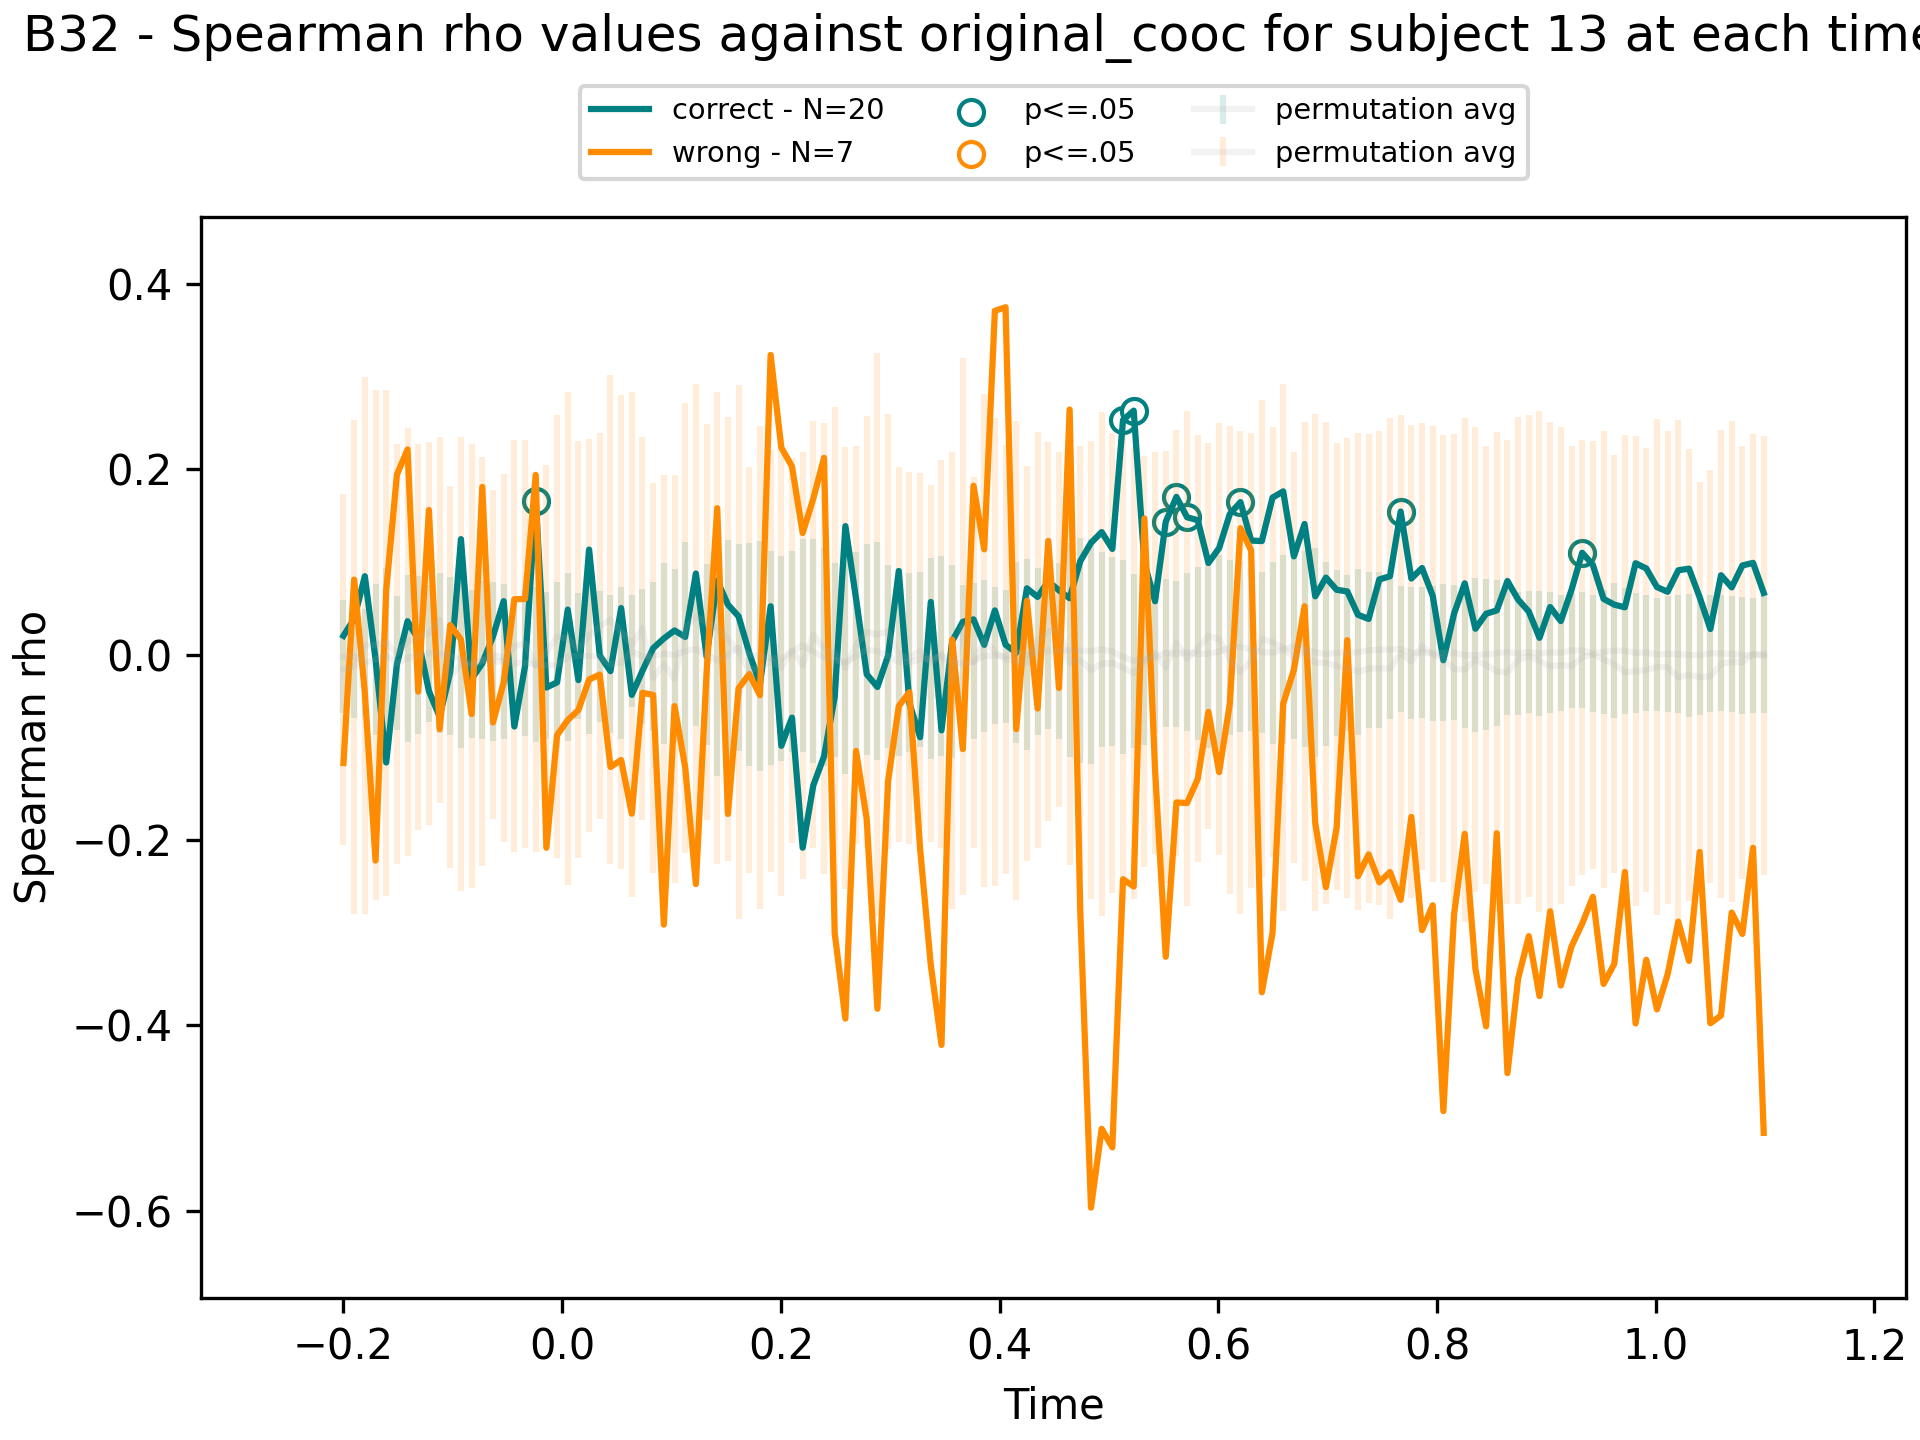 B32 - Spearman rho values against original_cooc for subject 13 at each time
correct - N=20 p<=.05 permutation avg
wrong - N=7 p<=.05 permutation avg
0.4
0.2
0.0
−0.2
−0.4
−0.6
Spearman rho
−0.2 0.0 0.2 0.4 0.6 0.8 1.0 1.2
Time